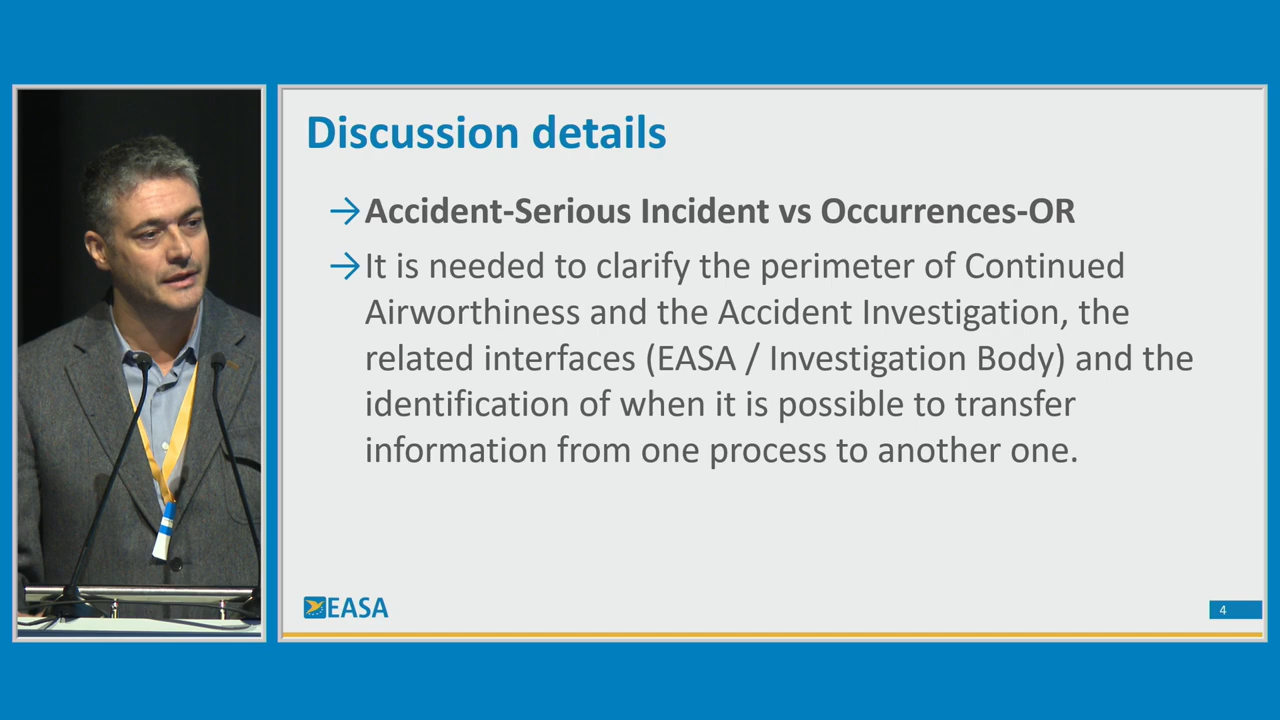 Discussion details
→Accident-Serious Incident vs Occurrences-OR
→It is needed to clarify the perimeter of Continued
Airworthiness and the Accident Investigation, the
related interfaces (EASA / Investigation Body) and the
identification of when it is possible to transfer
information from one process to another one.
EASA
4